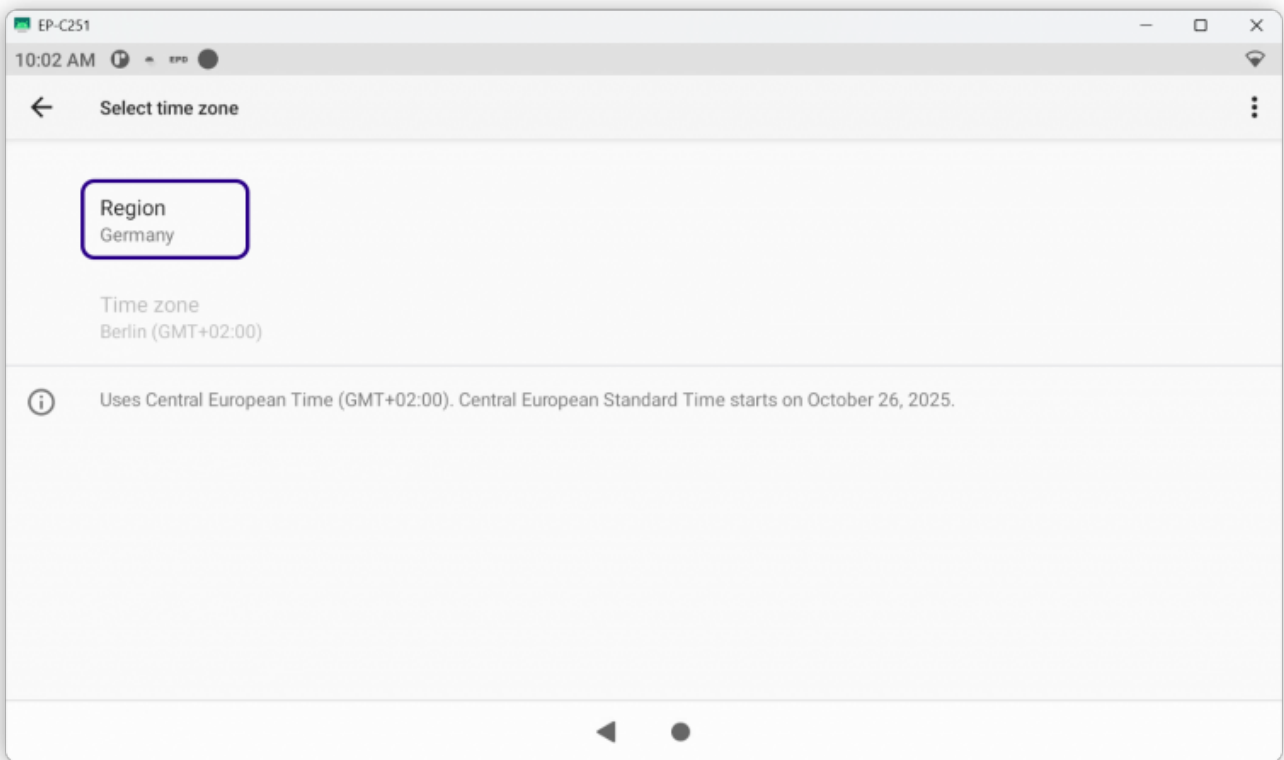 EP-C251
10:02 AM EPD
Select time zone
Region
Germany
Time zone
Berlin (GMT+02:00)
Uses Central European Time (GMT+02:00). Central European Standard Time starts on October 26, 2025.